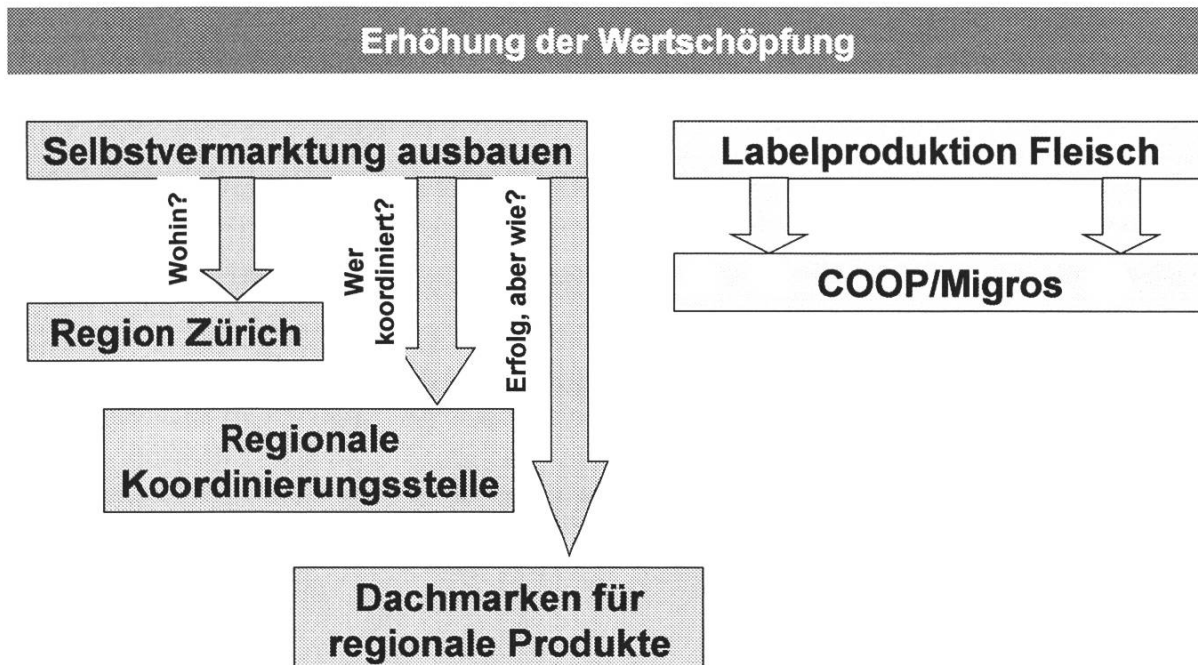 Erhöhung der Wertschöpfung
Selbstvermarktung ausbauen
Wohin?
Region Zürich
Wer
koordiniert?
Regionale
Koordinierungsstelle
Erfolg, aber wie?
Dachmarken für
regionale Produkte
Labelproduktion Fleisch
COOP/Migros